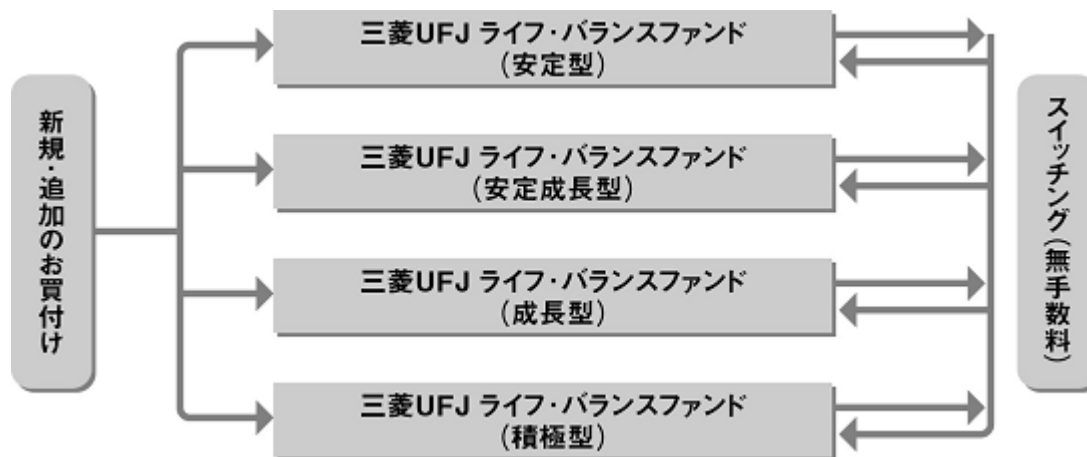 新規・追加のお買付け
三菱UFJ ライフ・バランスファンド
(安定型)
三菱UFJ ライフ・バランスファンド
(安定成長型)
三菱UFJ ライフ・バランスファンド
(成長型)
三菱UFJ ライフ・バランスファンド
(積極型)
スイッチング(無手数料)